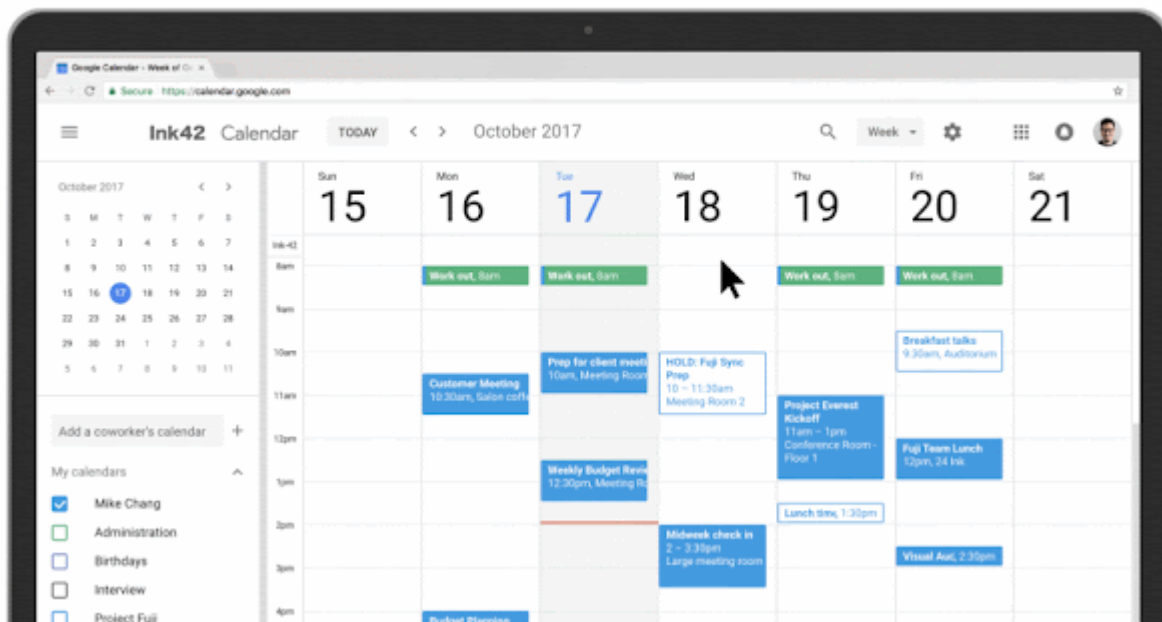 Google Calendar - Week of Oc
Secure https://calendar.google.com
Ink42 Calendar TODAY October 2017 Week
October 2017
S M T W T F S
1 2 3 4 5 6 7
8 9 10 11 12 13 14
15 16 17 18 19 20 21
22 23 24 25 26 27 28
29 30 31 1 2 3 4
5 6 7 8 9 10 11
Add a coworker's calendar +
My calendars
Mike Chang
Administration
Birthdays
Interview
Project Fuji
Sun Mon Tue Wed Thu Fri Sat
15 16 17 18 19 20 21
Ink-42
8am
9am
10am
11am
12pm
1pm
2pm
3pm
4pm
Work out, 8am
Customer Meeting
10:30am, Salon coffe
Budget Planning
Work out, 8am
Prep for client meeti
10am, Meeting Room
Weekly Budget Revie
12:30pm, Meeting Ro
HOLD: Fuji Sync
Prep
10 – 11:30am
Meeting Room 2
Midweek check in
2 – 3:30pm
Large meeting room
Work out, 8am
Project Everest
Kickoff
11am – 1pm
Conference Room -
Floor 1
Lunch time, 1:30pm
Work out, 8am
Breakfast talks
9:30am, Auditorium
Fuji Team Lunch
12pm, 24 Ink
Visual Auc, 2:30pm